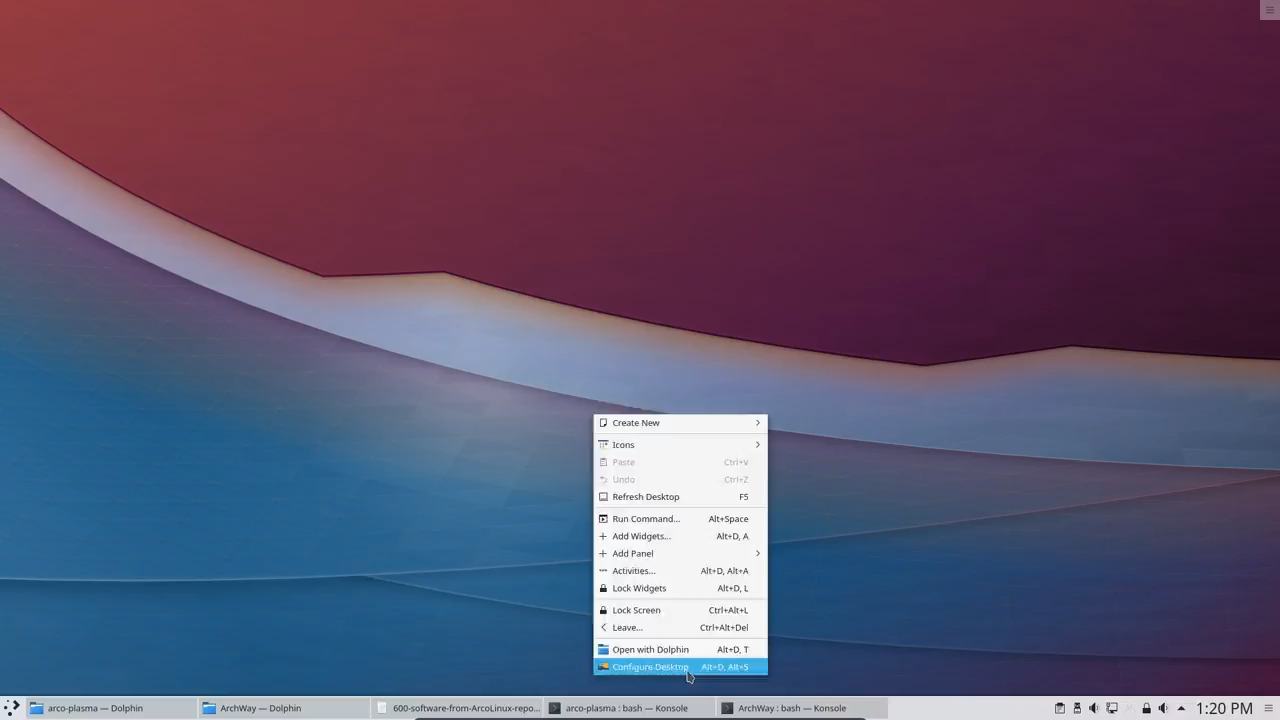 Create New
Icons
Paste Ctrl+V
Undo Ctrl+Z
Refresh Desktop F5
Run Command... Alt+Space
Add Widgets... Alt+D, A
Add Panel
Activities... Alt+D, Alt+A
Lock Widgets Alt+D, L
Lock Screen Ctrl+Alt+L
Leave... Ctrl+Alt+Del
Open with Dolphin Alt+D, T
Configure Desktop Alt+D, Alt+S
arco-plasma — Dolphin ArchWay — Dolphin 600-software-from-ArcoLinux-repo... arco-plasma : bash — Konsole ArchWay : bash — Konsole 1:20 PM